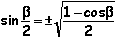 sin β/2 = ±√(1−cosβ)/2